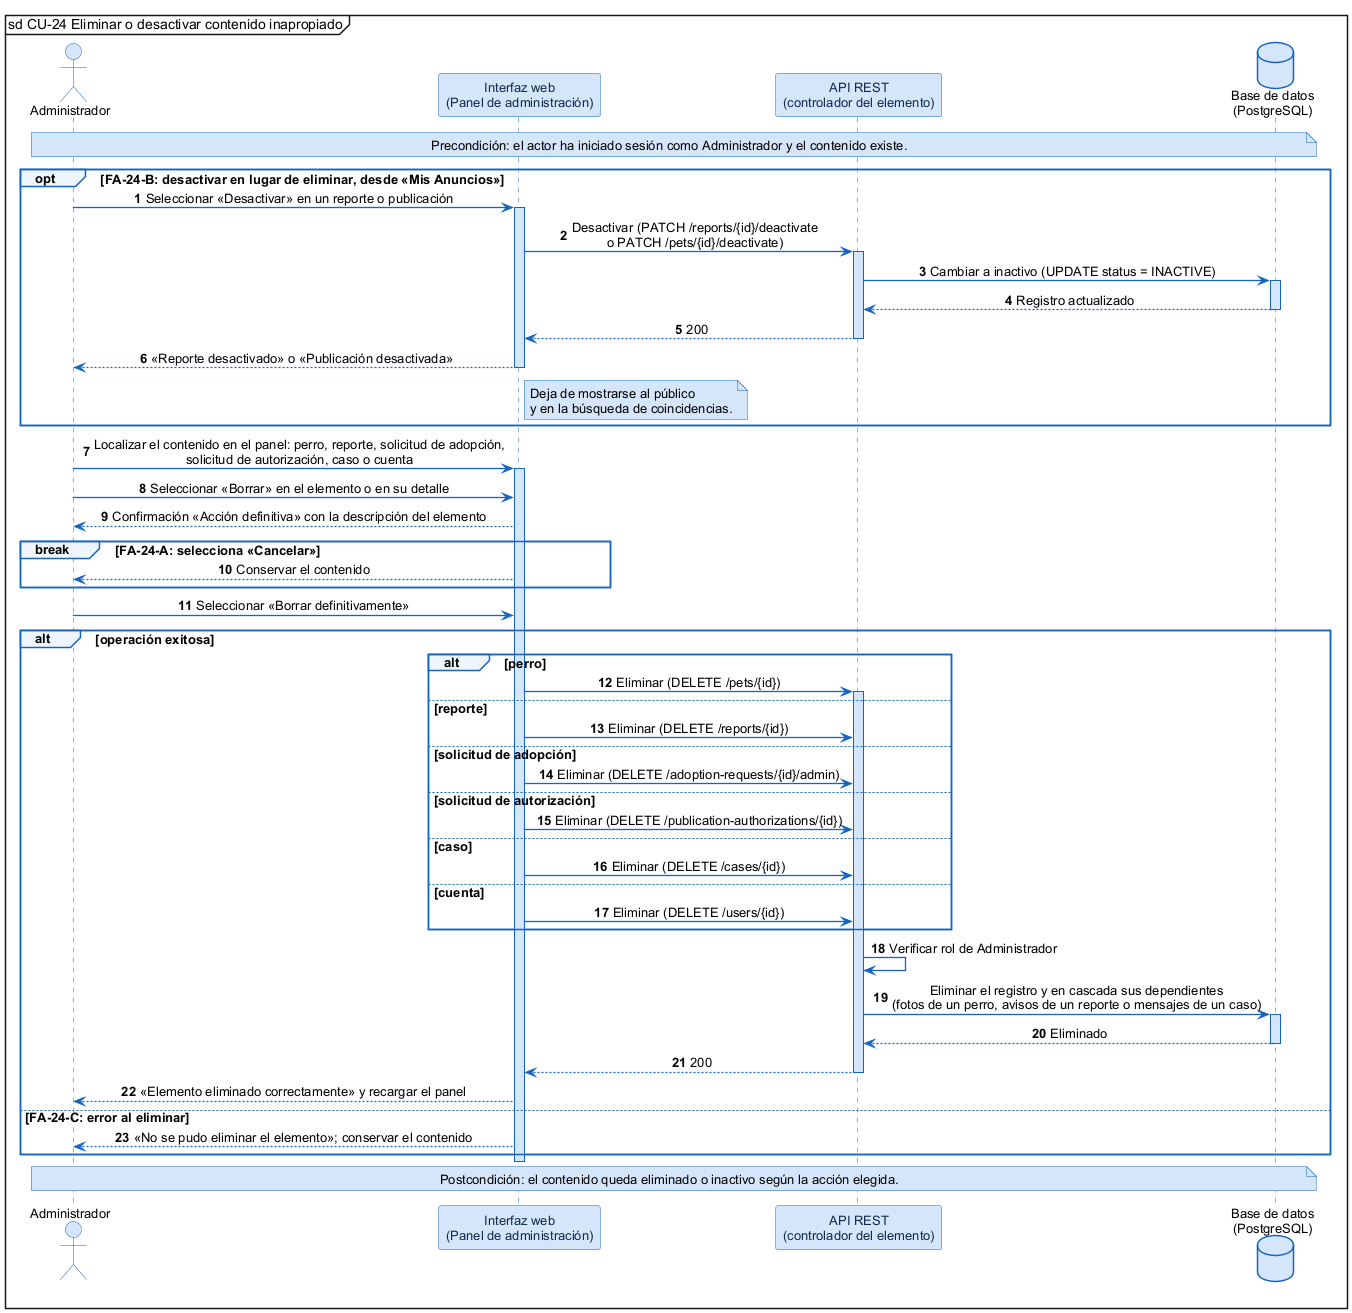 sd CU-24 Eliminar o desactivar contenido inapropiado
Administrador
Interfaz web
(Panel de administración)
API REST
(controlador del elemento)
Base de datos
(PostgreSQL)
Precondición: el actor ha iniciado sesión como Administrador y el contenido existe.
opt [FA-24-B: desactivar en lugar de eliminar, desde «Mis Anuncios»]
1 Seleccionar «Desactivar» en un reporte o publicación
2 Desactivar (PATCH /reports/{id}/deactivate
o PATCH /pets/{id}/deactivate)
3 Cambiar a inactivo (UPDATE status = INACTIVE)
4 Registro actualizado
5 200
6 «Reporte desactivado» o «Publicación desactivada»
Deja de mostrarse al público
y en la búsqueda de coincidencias.
7 Localizar el contenido en el panel: perro, reporte, solicitud de adopción,
solicitud de autorización, caso o cuenta
8 Seleccionar «Borrar» en el elemento o en su detalle
9 Confirmación «Acción definitiva» con la descripción del elemento
break [FA-24-A: selecciona «Cancelar»]
10 Conservar el contenido
11 Seleccionar «Borrar definitivamente»
alt [operación exitosa]
alt [perro]
12 Eliminar (DELETE /pets/{id})
[reporte]
13 Eliminar (DELETE /reports/{id})
[solicitud de adopción]
14 Eliminar (DELETE /adoption-requests/{id}/admin)
[solicitud de autorización]
15 Eliminar (DELETE /publication-authorizations/{id})
[caso]
16 Eliminar (DELETE /cases/{id})
[cuenta]
17 Eliminar (DELETE /users/{id})
18 Verificar rol de Administrador
19 Eliminar el registro y en cascada sus dependientes
(fotos de un perro, avisos de un reporte o mensajes de un caso)
20 Eliminado
21 200
22 «Elemento eliminado correctamente» y recargar el panel
[FA-24-C: error al eliminar]
23 «No se pudo eliminar el elemento»; conservar el contenido
Postcondición: el contenido queda eliminado o inactivo según la acción elegida.
Administrador
Interfaz web
(Panel de administración)
API REST
(controlador del elemento)
Base de datos
(PostgreSQL)